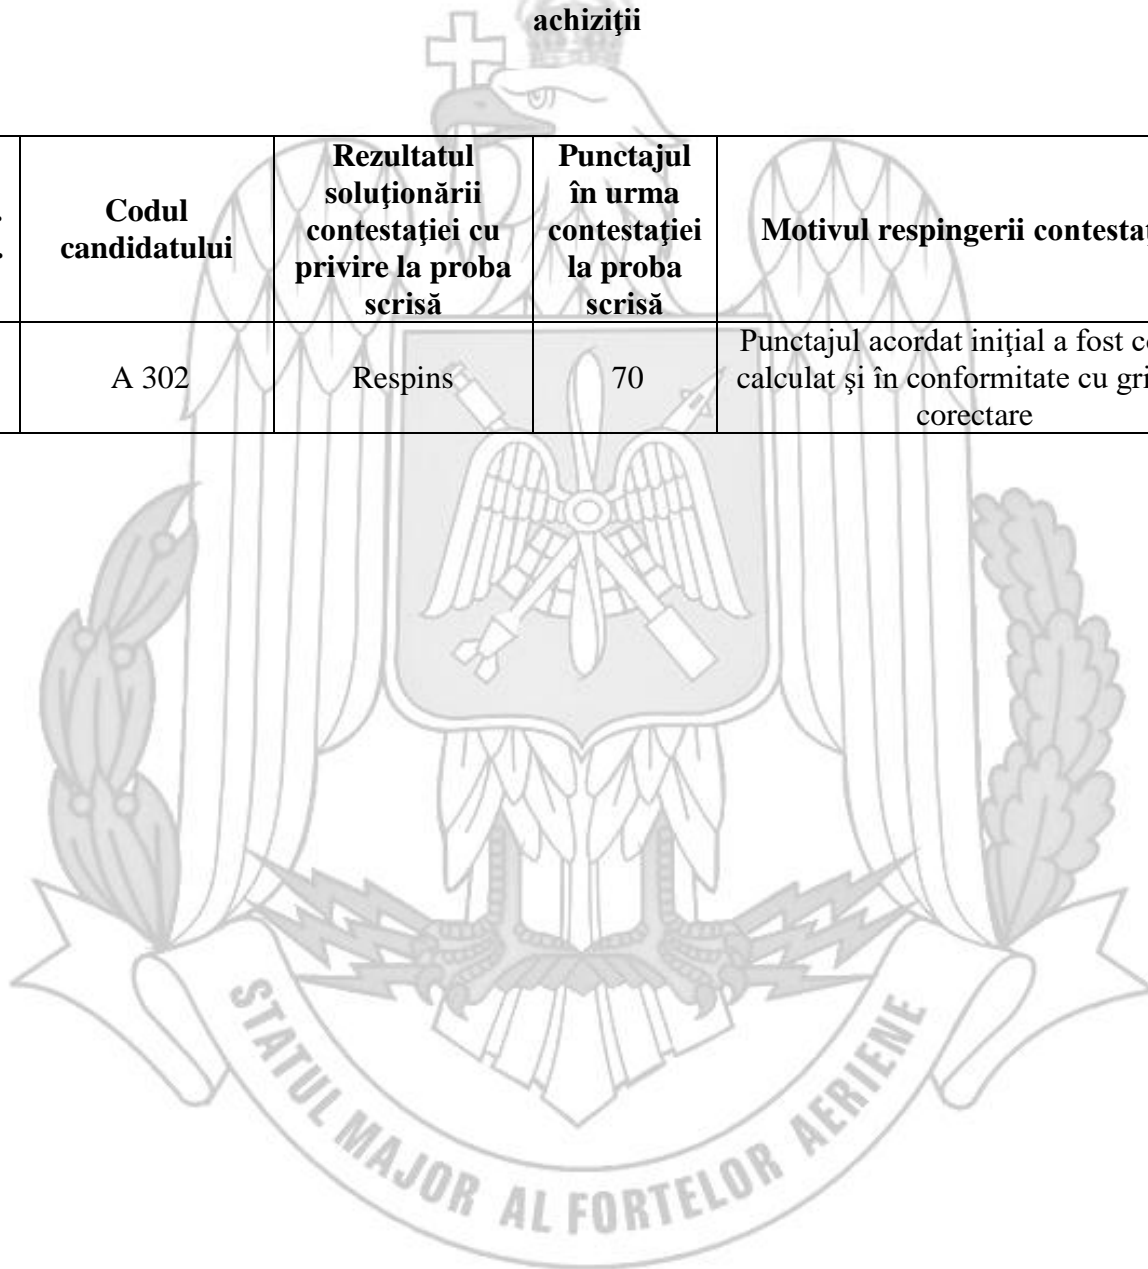 achiziţii
Codul
candidatului
Rezultatul
soluţionării
contestaţiei cu
privire la proba
scrisă
Punctajul
în urma
contestaţiei
la proba
scrisă
Motivul respingerii
A 302
Respins
70
Punctajul acordat iniţial a fost
calculat şi în conformitate cu
corectare
STATUL MAJOR AL FORTELOR AERIENE